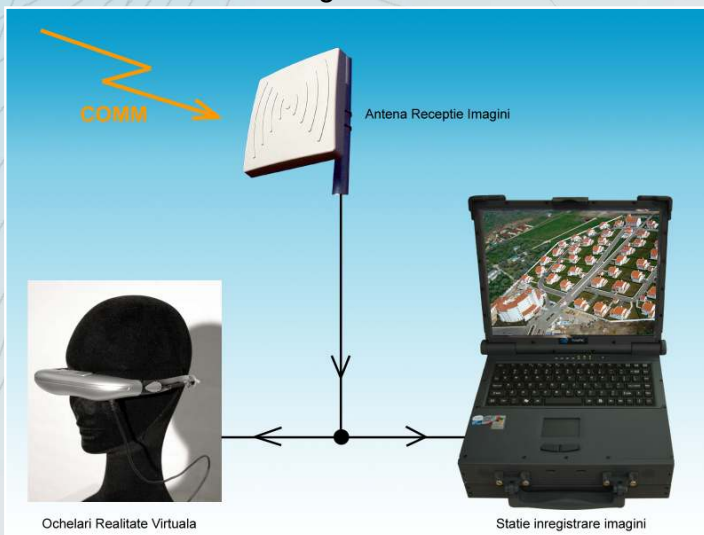 COMM
Antena Receptie Imagini
Ochelari Realitate Virtuala
Statie inregistrare imagini